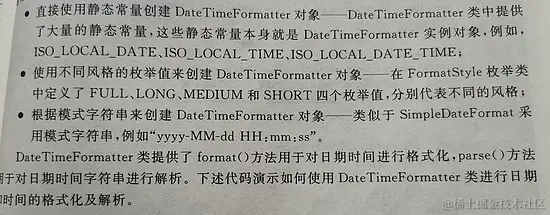 • 直接使用静态常量创建 DateTimeFormatter 对象——DateTimeFormatter 类中提供
了大量的静态常量，这些静态常量本身就是 DateTimeFormatter 实例对象，例如，
ISO_LOCAL_DATE、ISO_LOCAL_TIME、ISO_LOCAL_DATE_TIME；
• 使用不同风格的枚举值来创建 DateTimeFormatter 对象——在 FormatStyle 枚举类
中定义了 FULL、LONG、MEDIUM 和 SHORT 四个枚举值，分别代表不同的风格；
• 根据模式字符串来创建 DateTimeFormatter 对象——类似于 SimpleDateFormat 采
用模式字符串，例如“yyyy-MM-dd HH:mm:ss”。
DateTimeFormatter 类提供了 format()方法用于对日期时间进行格式化，parse()方法
用于对日期时间字符串进行解析。下述代码演示如何使用 DateTimeFormatter 类进行日期
时间的格式化及解析。
@稀土掘金技术社区